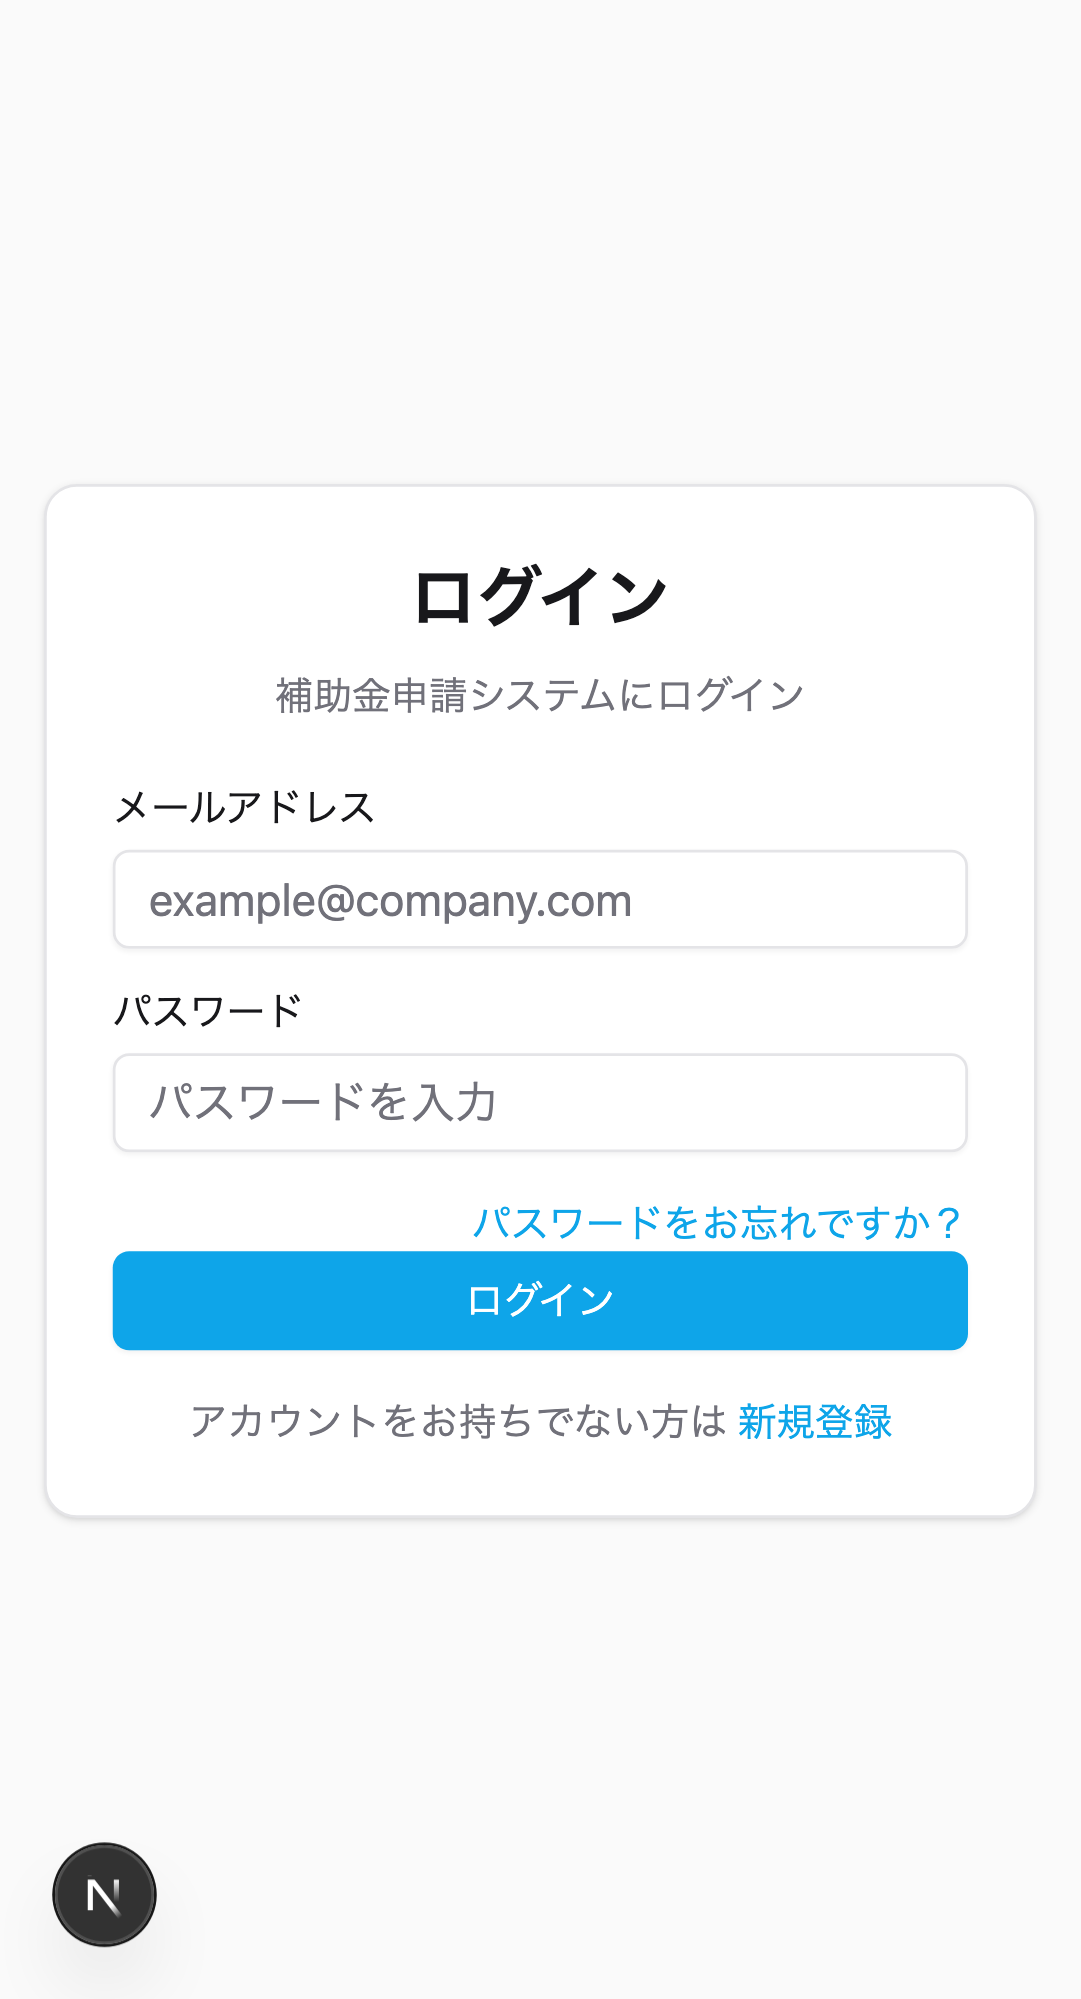 ログイン
補助金申請システムにログイン
メールアドレス
example@company.com
パスワード
パスワードを入力
パスワードをお忘れですか？
ログイン
アカウントをお持ちでない方は 新規登録
N